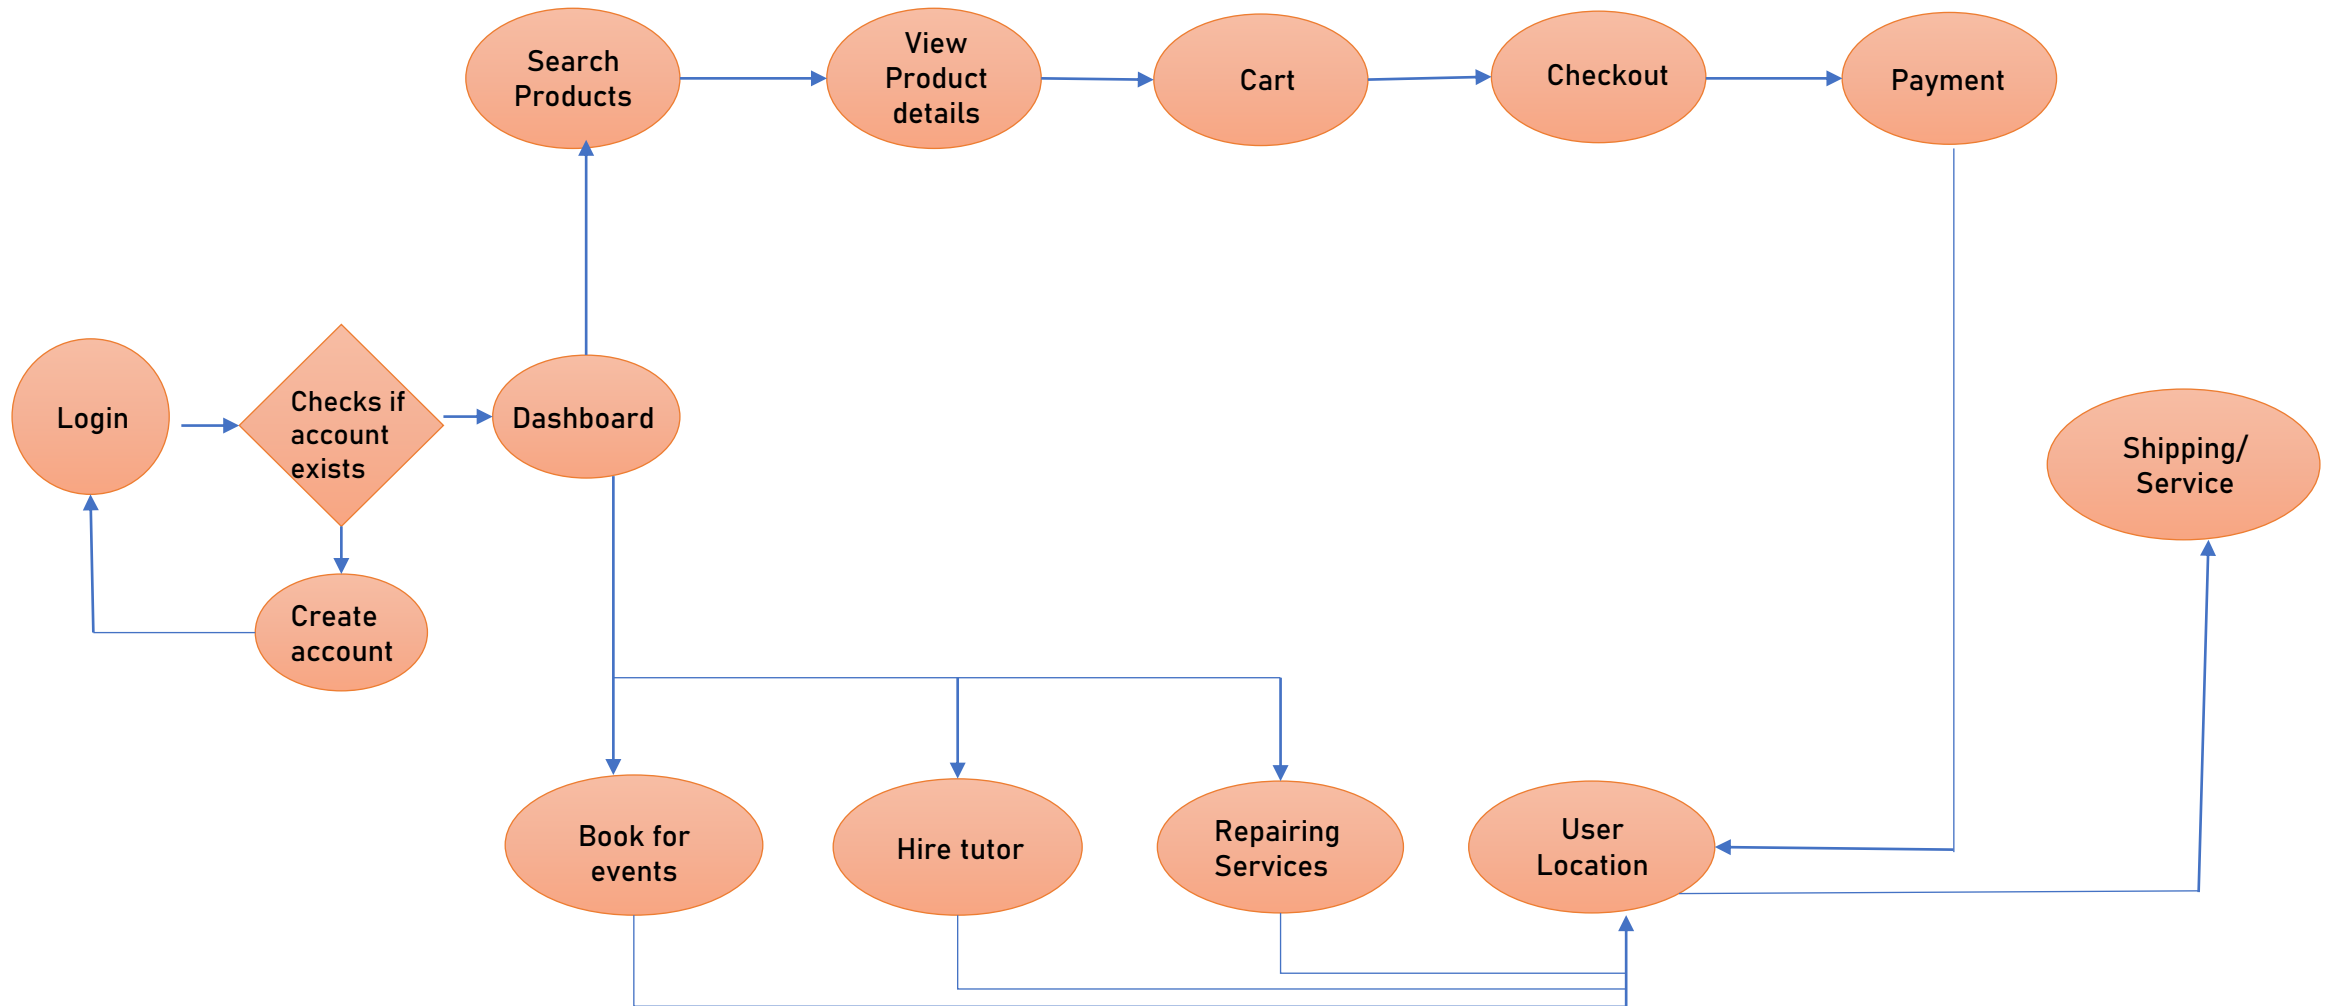 Search
Products
View
Product
details
Cart
Checkout
Payment
Login
Checks if
account
exists
Dashboard
Shipping/
Service
Create
account
Book for
events
Hire tutor
Repairing
Services
User
Location